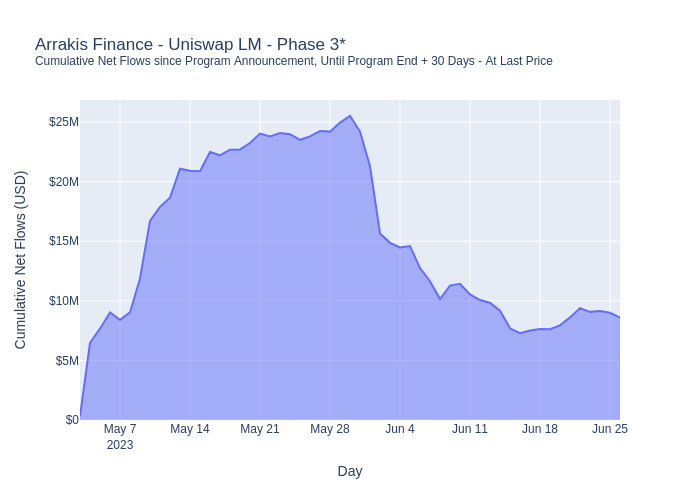 Arrakis Finance - Uniswap LM - Phase 3*
Cumulative Net Flows since Program Announcement, Until Program End + 30 Days - At Last Price
Cumulative Net Flows (USD)
$25M
$20M
$15M
$10M
$5M
$0
May 7 May 14 May 21 May 28 Jun 4 Jun 11 Jun 18 Jun 25
2023
Day